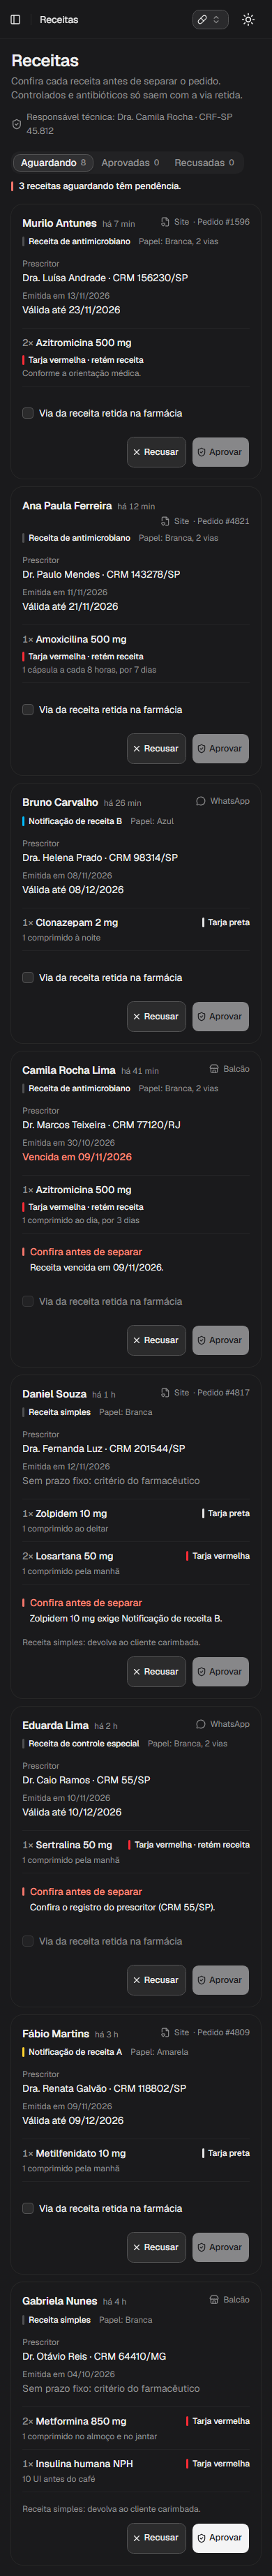 Receitas
Receitas
Confira cada receita antes de separar o pedido.
Controlados e antibióticos só saem com a via retida.
Responsável técnica: Dra. Camila Rocha · CRF-SP
45.812
Aguardando 8 Aprovadas 0 Recusadas 0
3 receitas aguardando têm pendência.
Murilo Antunes há 7 min Site · Pedido #1596
Receita de antimicrobiano Papel: Branca, 2 vias
Prescritor
Dra. Luísa Andrade · CRM 156230/SP
Emitida em 13/11/2026
Válida até 23/11/2026
2× Azitromicina 500 mg
Tarja vermelha · retém receita
Conforme a orientação médica.
Via da receita retida na farmácia
Recusar Aprovar
Ana Paula Ferreira há 12 min
Site · Pedido #4821
Receita de antimicrobiano Papel: Branca, 2 vias
Prescritor
Dr. Paulo Mendes · CRM 143278/SP
Emitida em 11/11/2026
Válida até 21/11/2026
1× Amoxicilina 500 mg
Tarja vermelha · retém receita
1 cápsula a cada 8 horas, por 7 dias
Via da receita retida na farmácia
Recusar Aprovar
Bruno Carvalho há 26 min WhatsApp
Notificação de receita B Papel: Azul
Prescritor
Dra. Helena Prado · CRM 98314/SP
Emitida em 08/11/2026
Válida até 08/12/2026
1× Clonazepam 2 mg Tarja preta
1 comprimido à noite
Via da receita retida na farmácia
Recusar Aprovar
Camila Rocha Lima há 41 min Balcão
Receita de antimicrobiano Papel: Branca, 2 vias
Prescritor
Dr. Marcos Teixeira · CRM 77120/RJ
Emitida em 30/10/2026
Vencida em 09/11/2026
1× Azitromicina 500 mg
Tarja vermelha · retém receita
1 comprimido ao dia, por 3 dias
Confira antes de separar
Receita vencida em 09/11/2026.
Via da receita retida na farmácia
Recusar Aprovar
Daniel Souza há 1 h Site · Pedido #4817
Receita simples Papel: Branca
Prescritor
Dra. Fernanda Luz · CRM 201544/SP
Emitida em 12/11/2026
Sem prazo fixo: critério do farmacêutico
1× Zolpidem 10 mg Tarja preta
1 comprimido ao deitar
2× Losartana 50 mg Tarja vermelha
1 comprimido pela manhã
Confira antes de separar
Zolpidem 10 mg exige Notificação de receita B.
Receita simples: devolva ao cliente carimbada.
Recusar Aprovar
Eduarda Lima há 2 h WhatsApp
Receita de controle especial Papel: Branca, 2 vias
Prescritor
Dr. Caio Ramos · CRM 55/SP
Emitida em 10/11/2026
Válida até 10/12/2026
1× Sertralina 50 mg Tarja vermelha · retém receita
1 comprimido pela manhã
Confira antes de separar
Confira o registro do prescritor (CRM 55/SP).
Via da receita retida na farmácia
Recusar Aprovar
Fábio Martins há 3 h Site · Pedido #4809
Notificação de receita A Papel: Amarela
Prescritor
Dra. Renata Galvão · CRM 118802/SP
Emitida em 09/11/2026
Válida até 09/12/2026
1× Metilfenidato 10 mg Tarja preta
1 comprimido pela manhã
Via da receita retida na farmácia
Recusar Aprovar
Gabriela Nunes há 4 h Balcão
Receita simples Papel: Branca
Prescritor
Dr. Otávio Reis · CRM 64410/MG
Emitida em 04/10/2026
Sem prazo fixo: critério do farmacêutico
2× Metformina 850 mg Tarja vermelha
1 comprimido no almoço e no jantar
1× Insulina humana NPH Tarja vermelha
10 UI antes do café
Receita simples: devolva ao cliente carimbada.
Recusar Aprovar